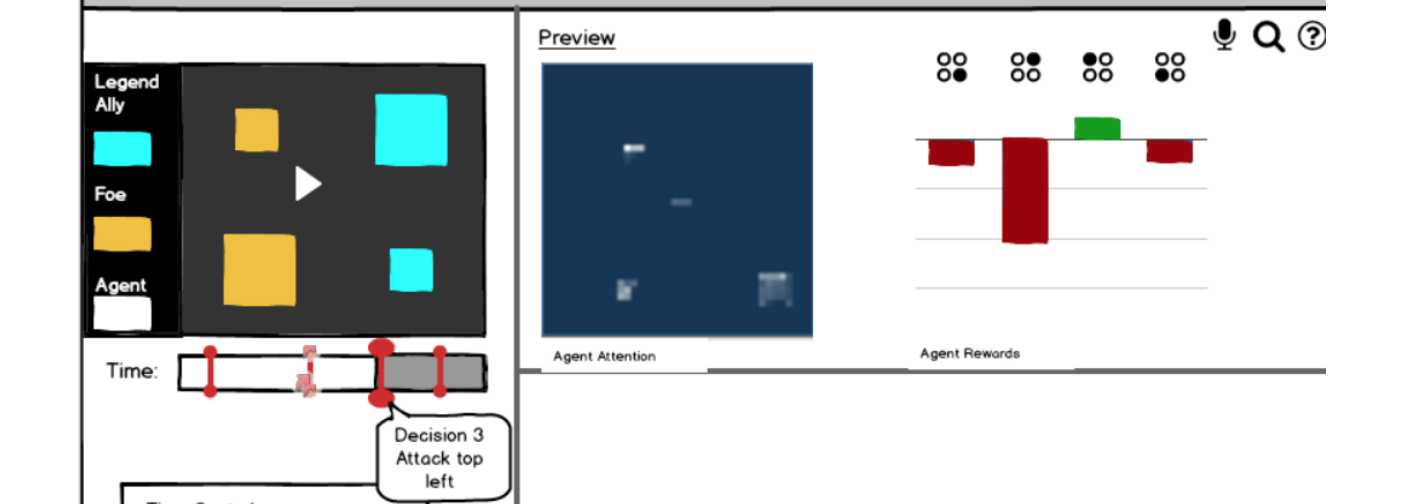 Preview
Legend
Ally
Foe
Agent
Time:
Agent Attention
Agent Rewards
Decision 3
Attack top
left